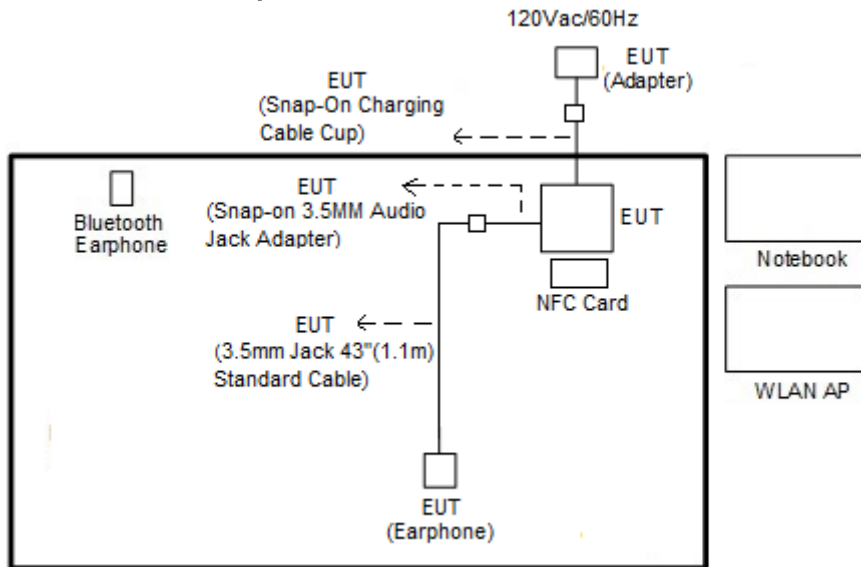 120Vac/60Hz
EUT
(Adapter)
EUT
(Snap-On Charging
Cable Cup)
EUT
(Snap-on 3.5MM Audio
Jack Adapter)
Bluetooth
Earphone
EUT
NFC Card
Notebook
EUT
(3.5mm Jack 43"(1.1m)
Standard Cable)
WLAN AP
EUT
(Earphone)